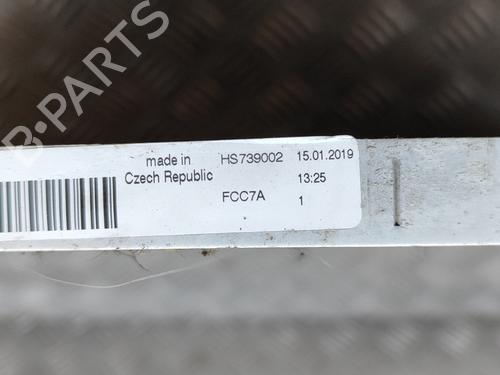 made in HS739002 15.01.2019
Czech Republic 13:25
FCC7A 1
B-PARTS